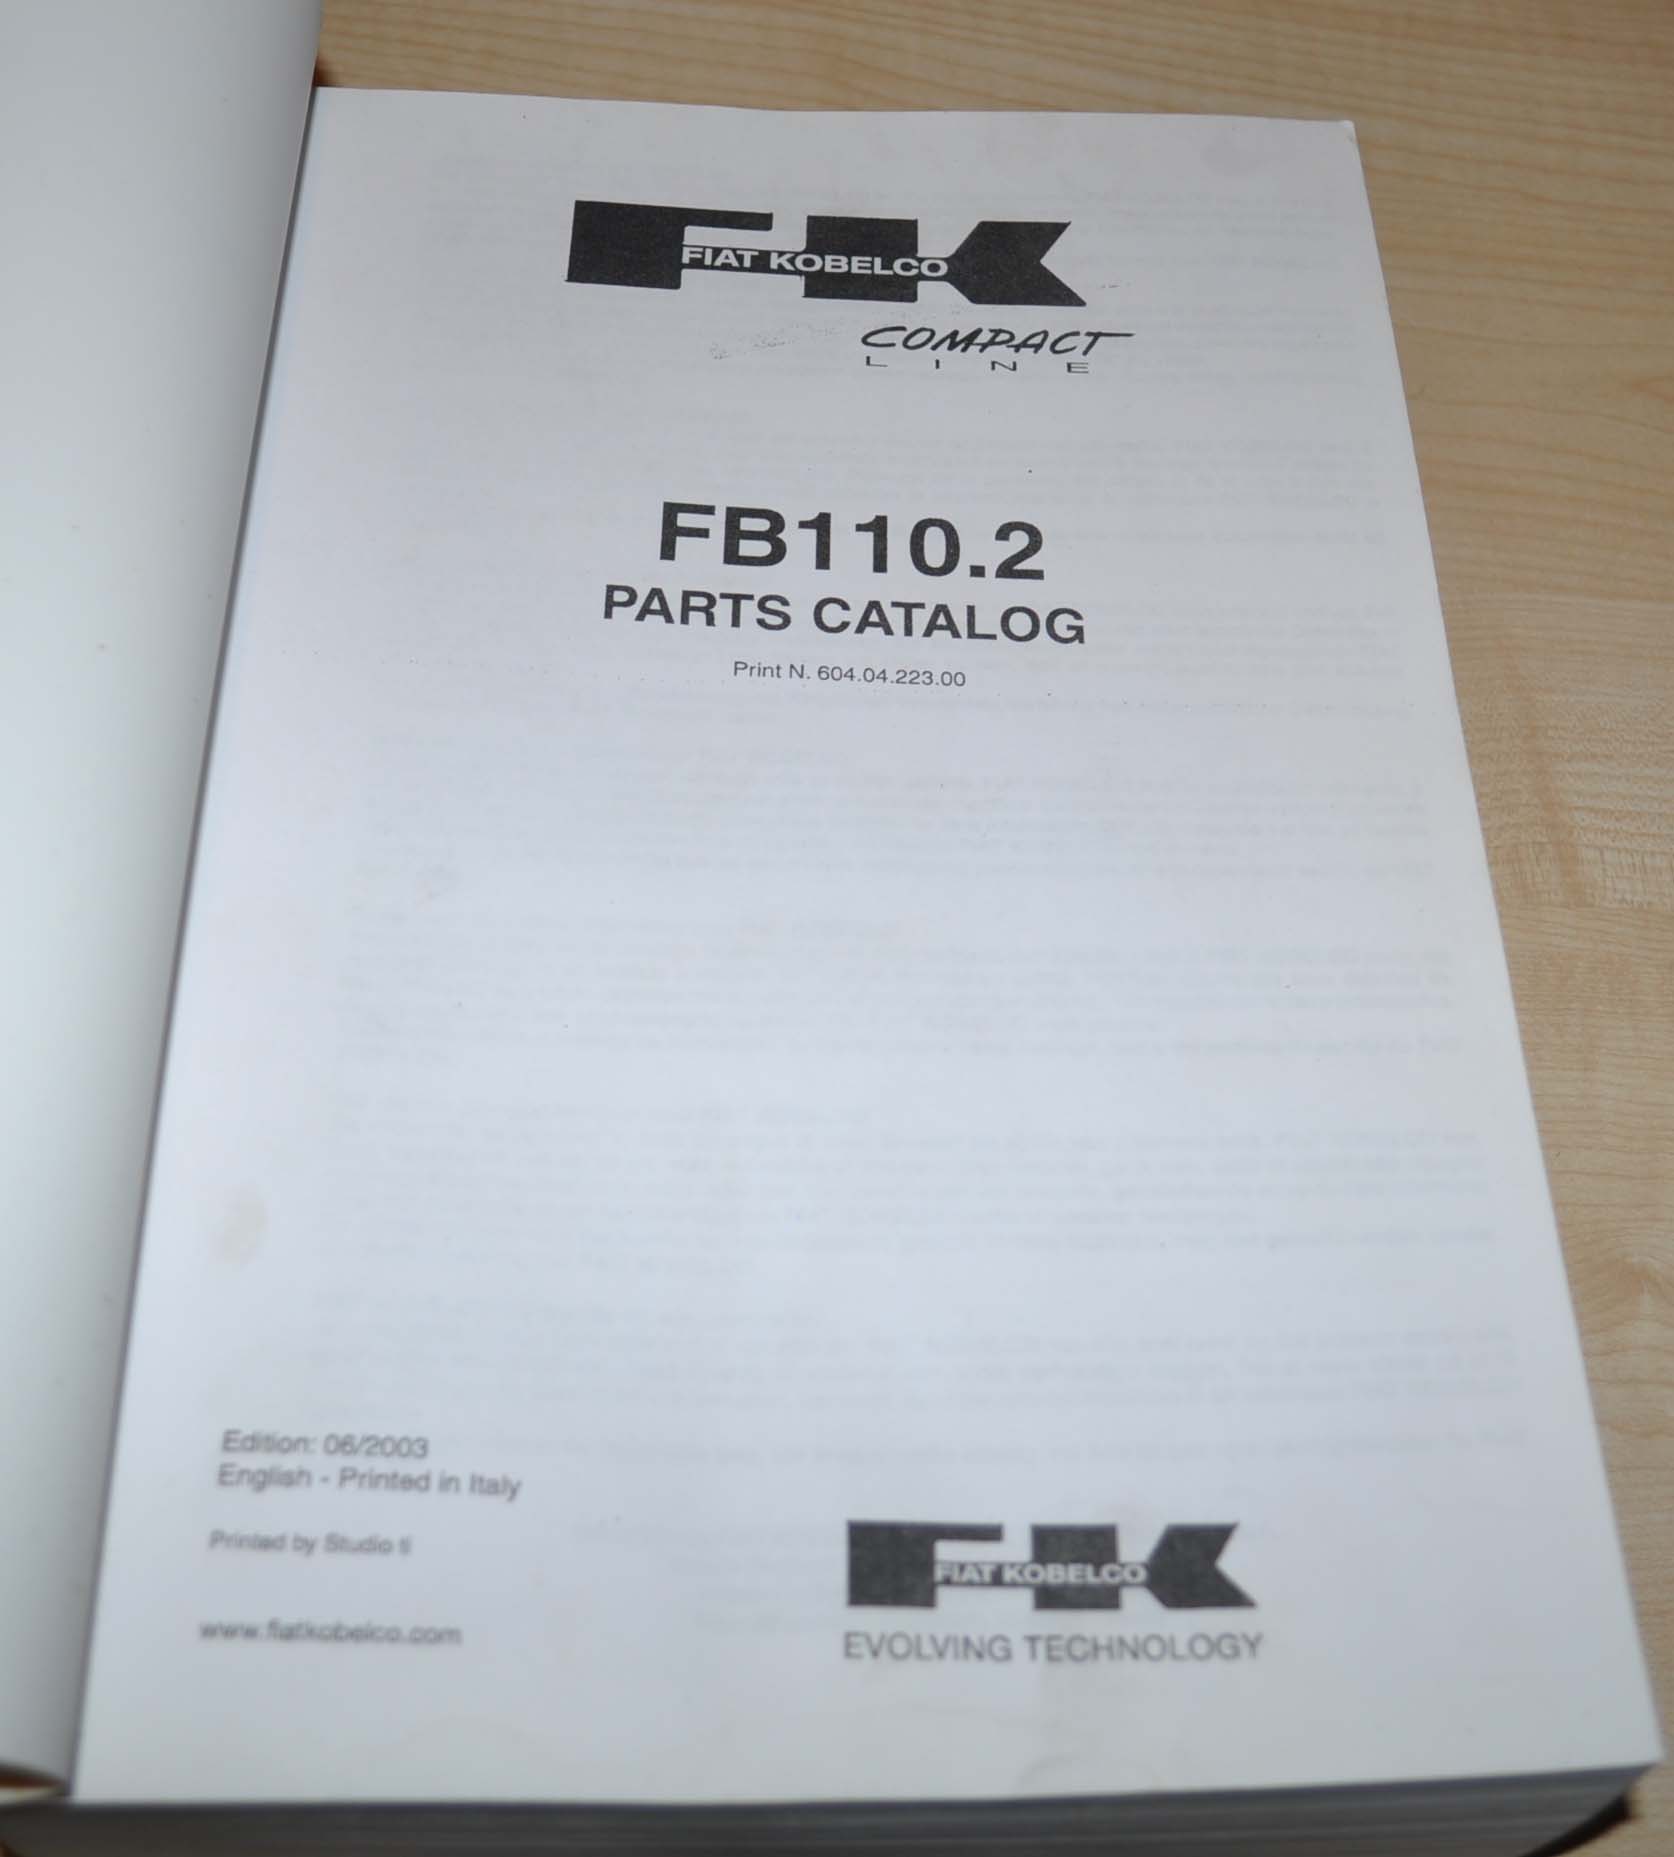 FIAT KOBELCO
COMPACT
LINE
FB110.2
PARTS CATALOG
Print N. 604.04.223.00
Edition: 06/2003
English - Printed in Italy
Printed by Studio ti
www.fiatkobelco.com
FIAT KOBELCO
EVOLVING TECHNOLOGY